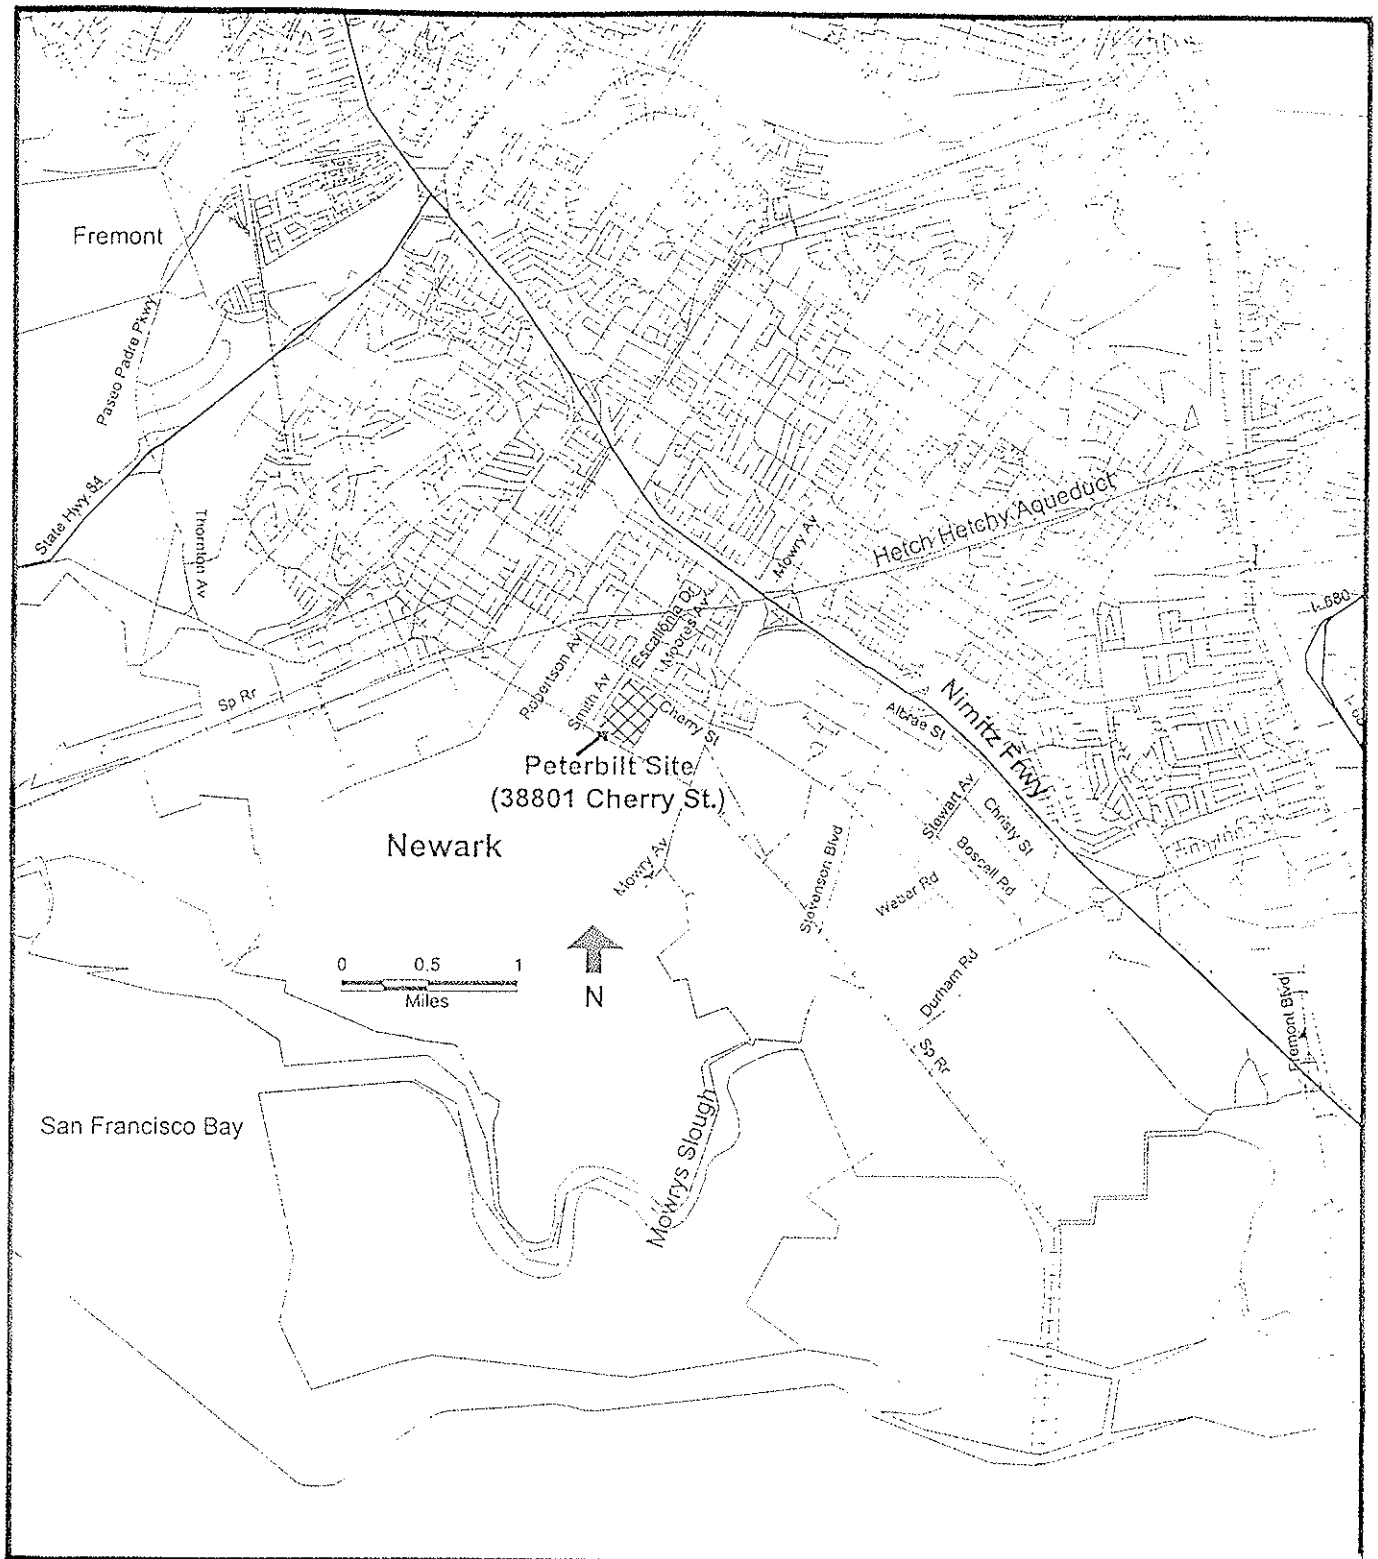 Fremont
Paseo Padre Pkwy
State Hwy 84
Thornton Av
Mowry Av
Hetch Hetchy Aqueduct
I- 680
Escallonia Dr
Moores Av
Robertson Av
Smith Av
Sp Rr
Cherry St
Albrae St
Nimitz Frwy
Peterbilt Site
(38801 Cherry St.)
Newark
Mowry Av
Stevenson Blvd
Stewart Av
Christy St
Boscell Rd
Weber Rd
Durham Rd
0 0.5 1
Miles
N
Sp Rr
Fremont Blvd
San Francisco Bay
Mowrys Slough